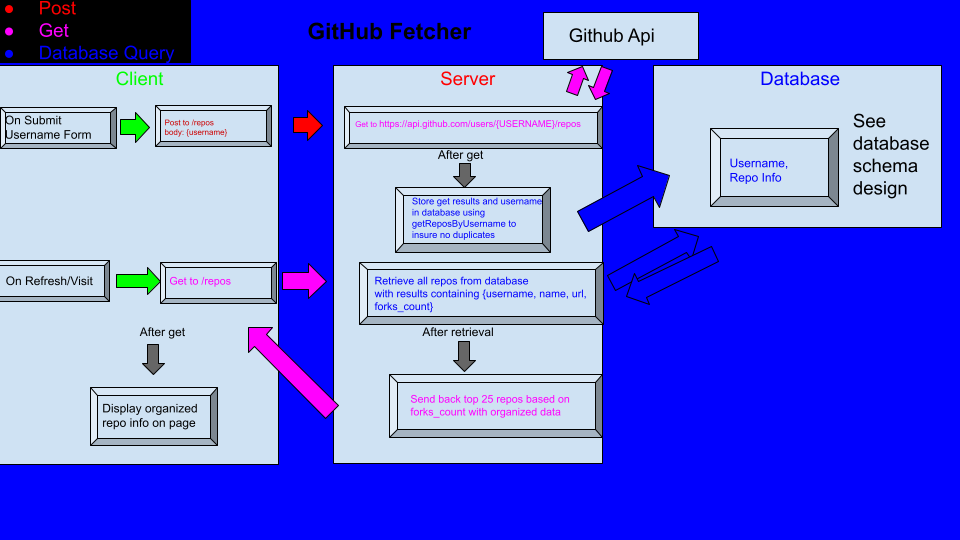 Post
Get
Database Query
GitHub Fetcher
Github Api
Client
Server
Database
On Submit
Username Form
Post to /repos
body: {username}
Get to https://api.github.com/users/{USERNAME}/repos
After get
Store get results and username
in database using
getReposByUsername to
insure no duplicates
Username,
Repo Info
See
database
schema
design
On Refresh/Visit
Get to /repos
Retrieve all repos from database
with results containing {username, name, url,
forks_count}
After get
After retrieval
Display organized
repo info on page
Send back top 25 repos based on
forks_count with organized data